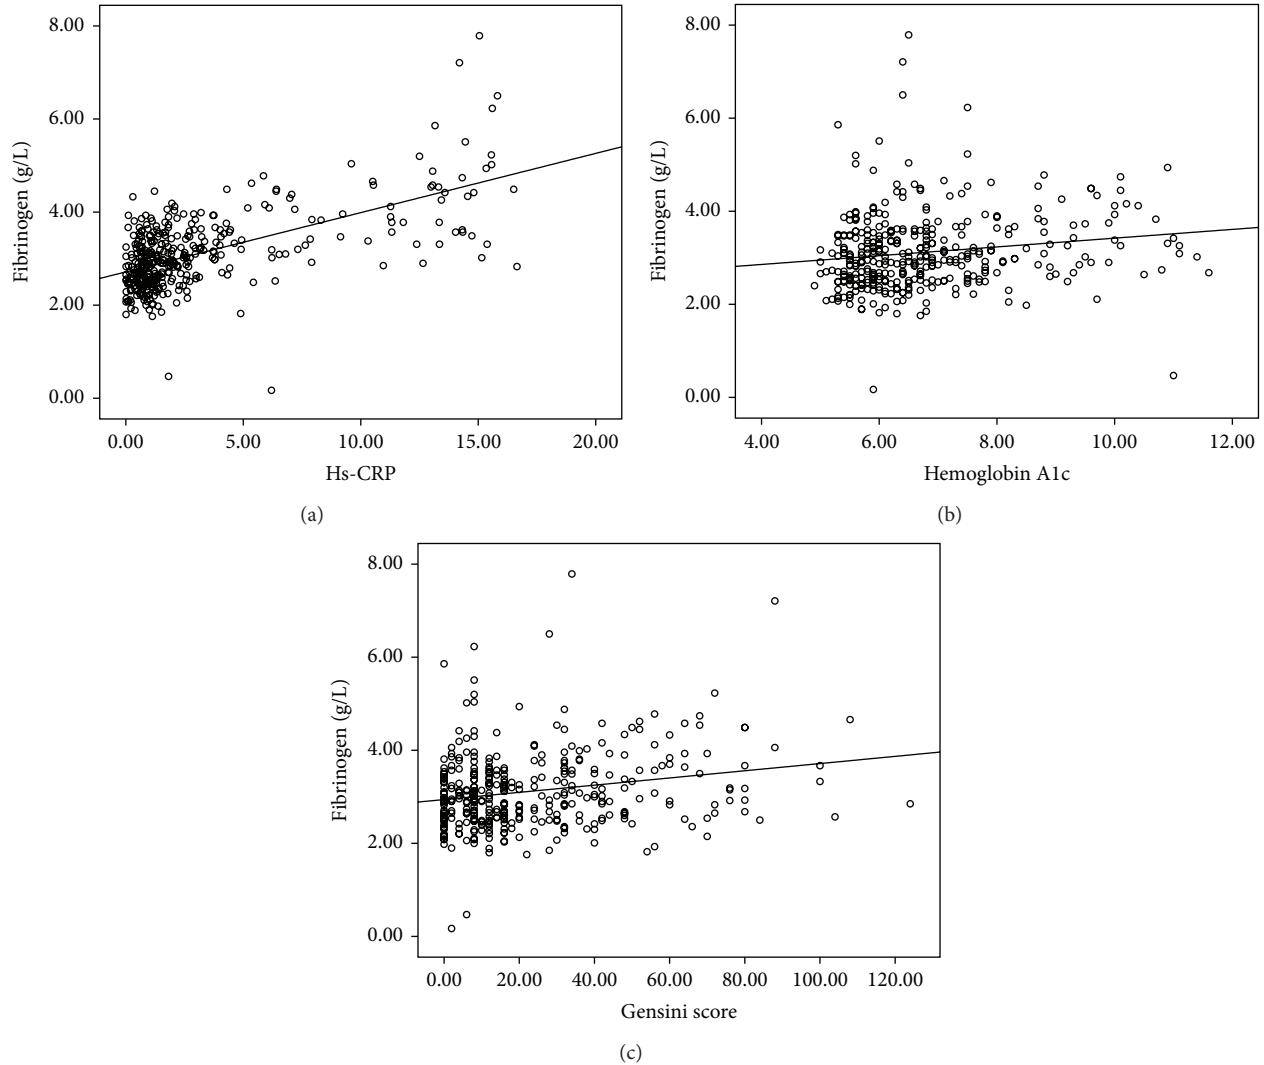 8.00
6.00
4.00
2.00
0.00
Fibrinogen (g/L)
0.00 5.00 10.00 15.00 20.00
Hs-CRP
(a)
8.00
6.00
4.00
2.00
0.00
Fibrinogen (g/L)
4.00 6.00 8.00 10.00 12.00
Hemoglobin A1c
(b)
8.00
6.00
4.00
2.00
0.00
Fibrinogen (g/L)
0.00 20.00 40.00 60.00 80.00 100.00 120.00
Gensini score
(c)